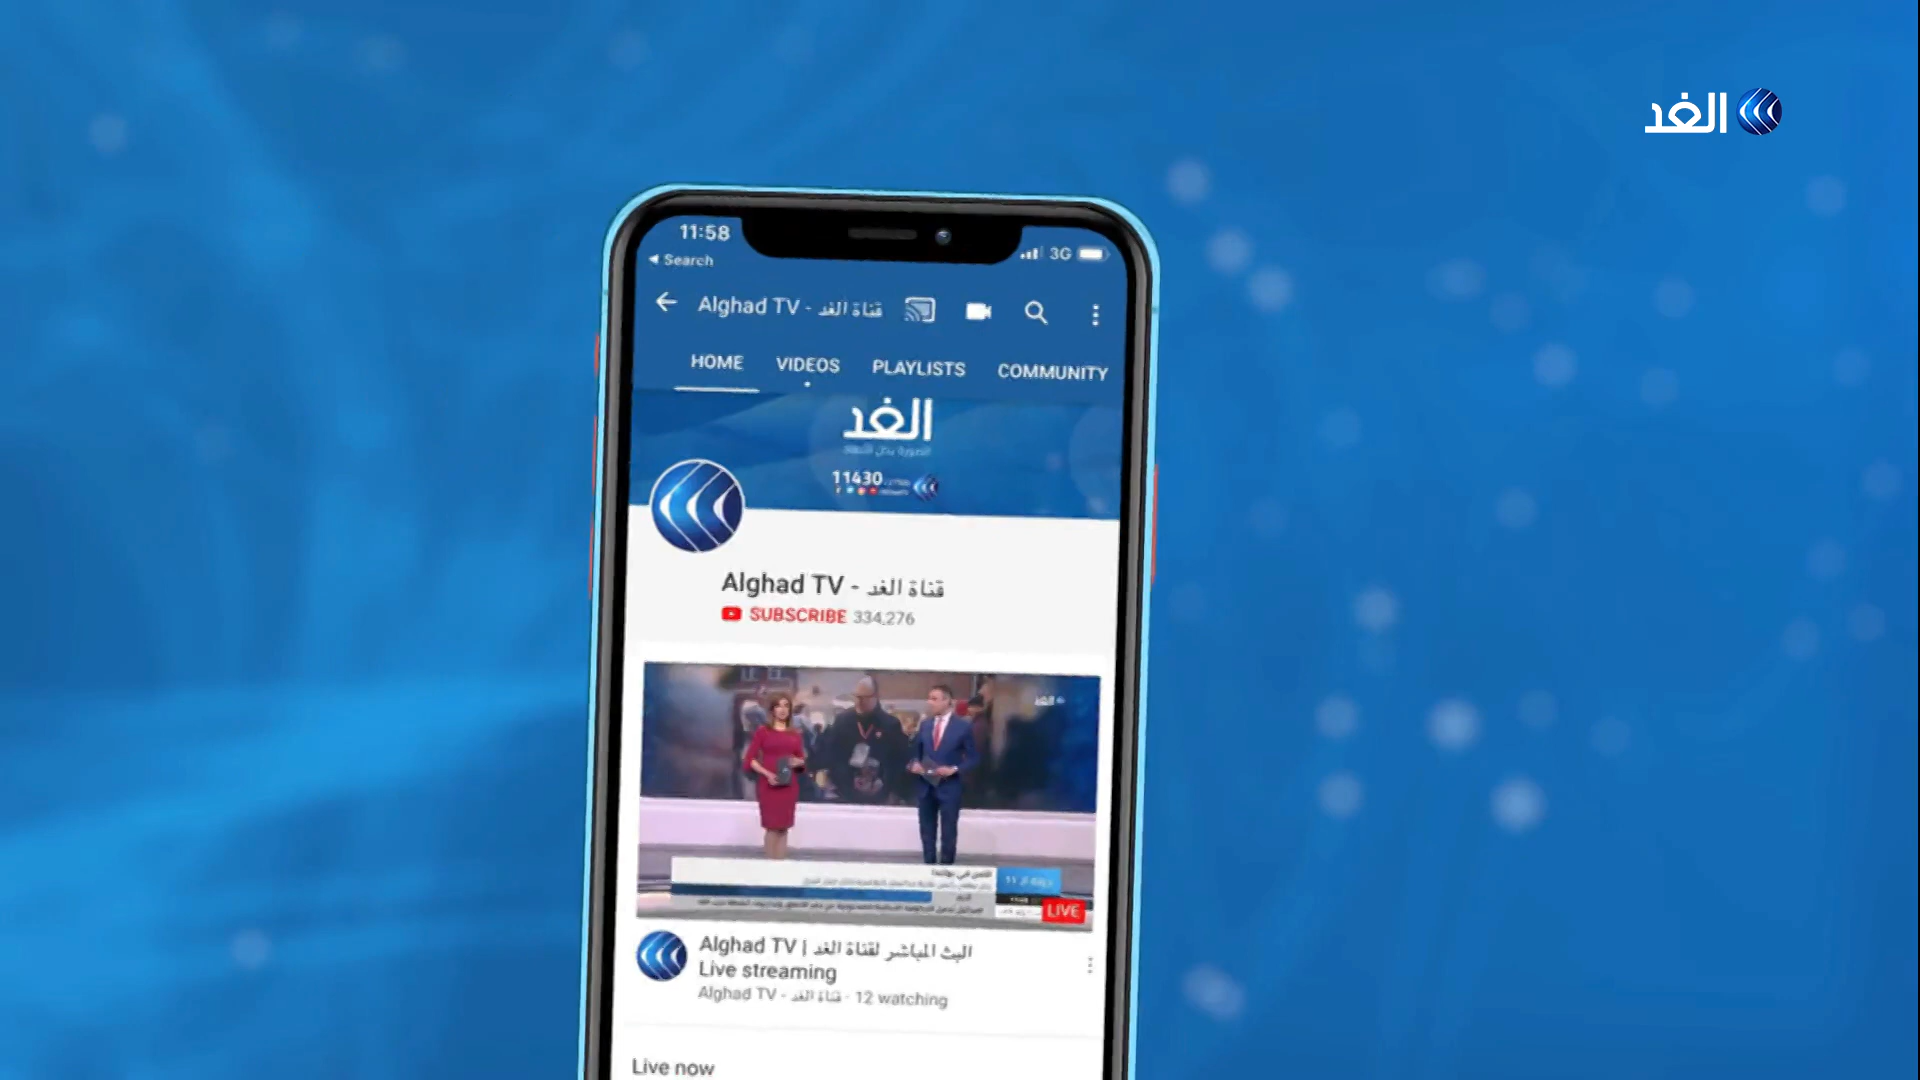 الغد
11:58
3G
Search
Alghad TV - قناة الغد
HOME VIDEOS PLAYLISTS COMMUNITY
الغد
11430
Alghad TV - قناة الغد
SUBSCRIBE 334,276
الغد
LIVE
Alghad TV | البث المباشر لقناة الغد
Live streaming
Alghad TV - قناة الغد · 12 watching
Live now